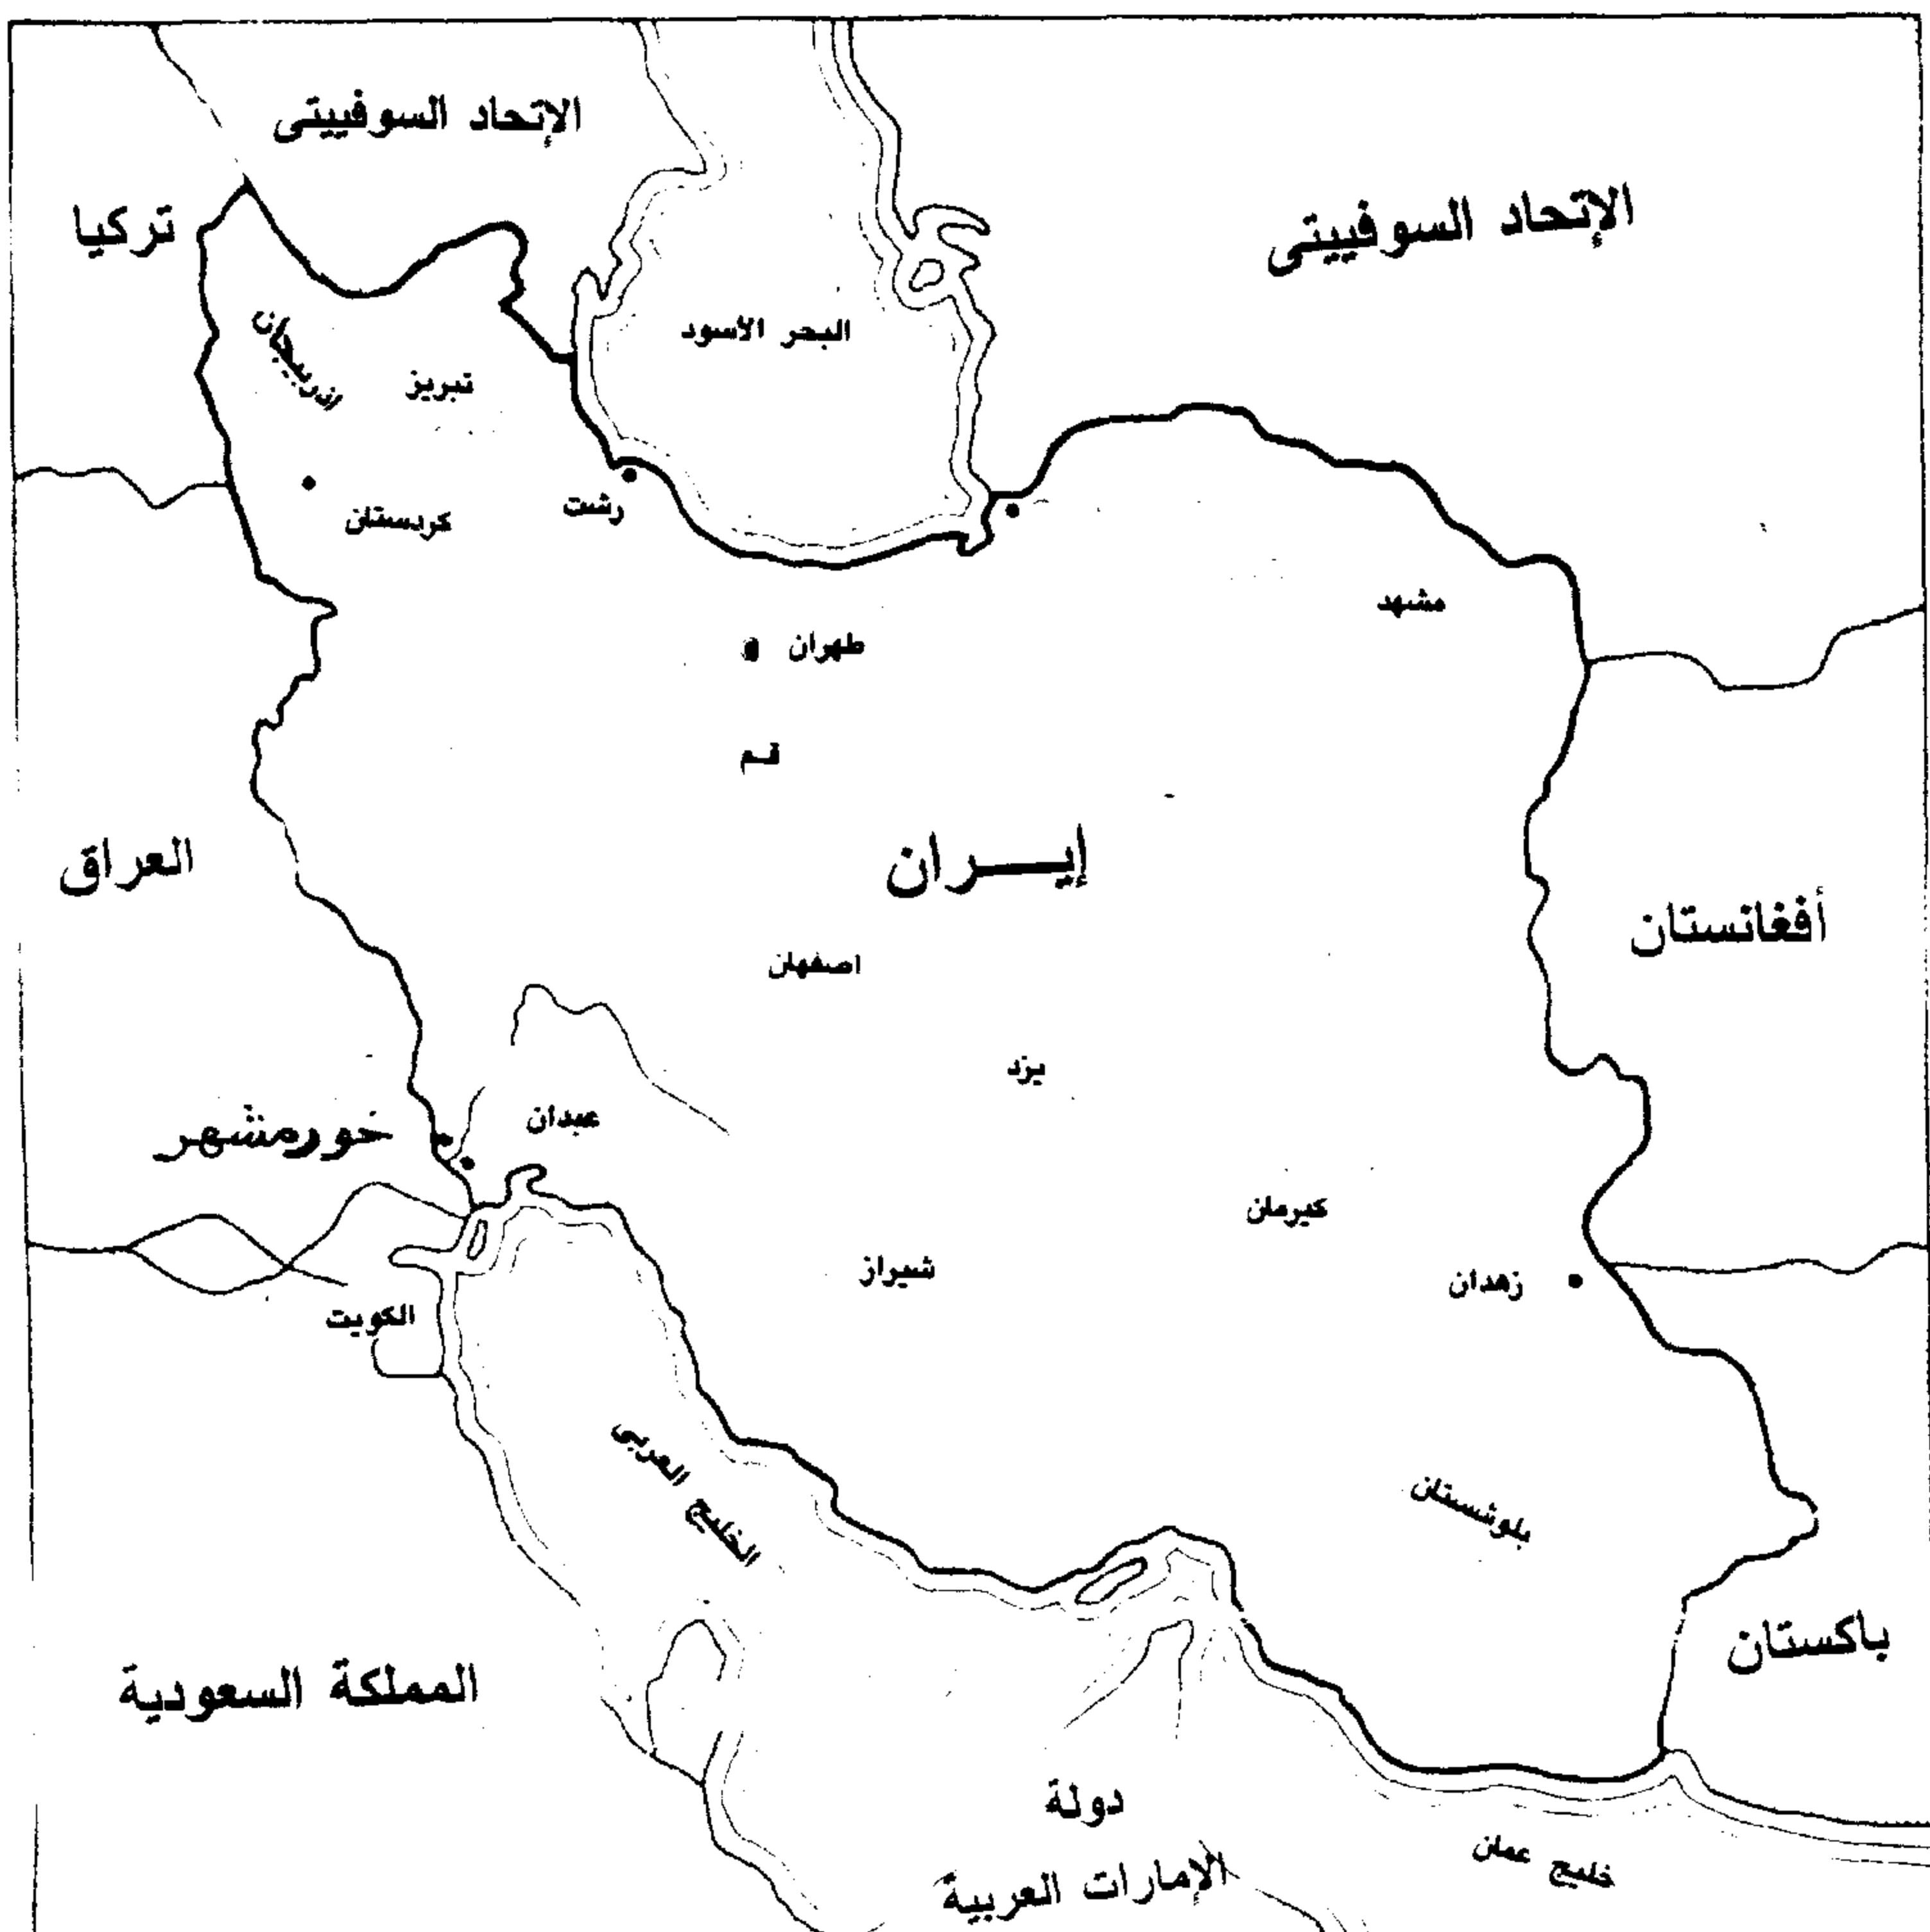 الإتحاد السوفييتى
الإتحاد السوفييتى
تركيا
البحر الأسود
تبريز
رشت
كردستان
مشهد
طهران
قم
إيـــران
العراق
أفغانستان
اصفهان
يزد
عبدان
خورمشهر
كيرمان
شيراز
زهدان
الكويت
الخليج العربى
بلوشستان
باكستان
المملكة السعودية
دولة
الإمارات العربية
خليج عمان